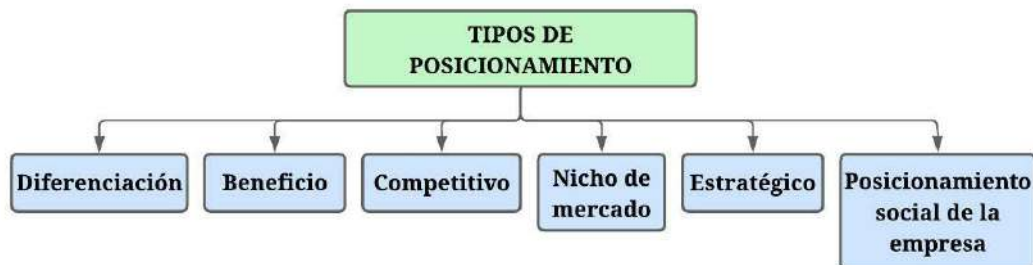 TIPOS DE
POSICIONAMIENTO
Diferenciación
Beneficio
Competitivo
Nicho de
mercado
Estratégico
Posicionamiento
social de la
empresa